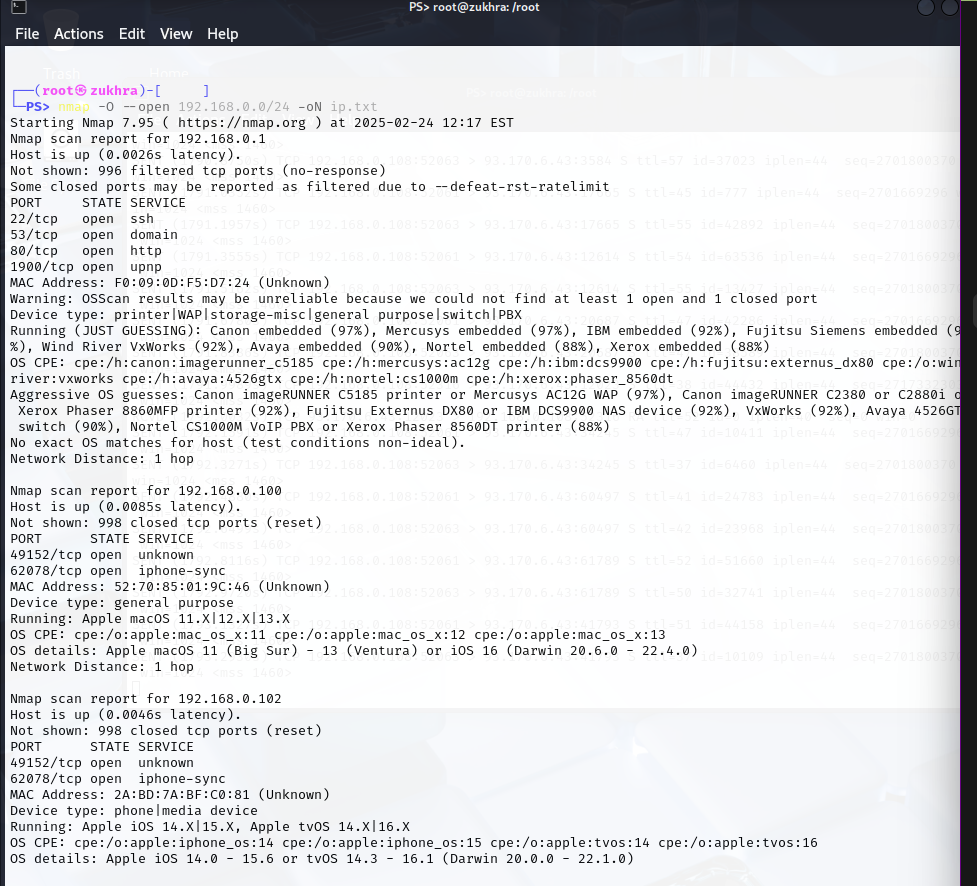 PS> root@zukhra: /root
File Actions Edit View Help
┌──(root㉿zukhra)-[ ]
└─PS> nmap -O --open 192.168.0.0/24 -oN ip.txt
Starting Nmap 7.95 ( https://nmap.org ) at 2025-02-24 12:17 EST
Nmap scan report for 192.168.0.1
Host is up (0.0026s latency).
Not shown: 996 filtered tcp ports (no-response)
Some closed ports may be reported as filtered due to --defeat-rst-ratelimit
PORT STATE SERVICE
22/tcp open ssh
53/tcp open domain
80/tcp open http
1900/tcp open upnp
MAC Address: F0:09:0D:F5:D7:24 (Unknown)
Warning: OSScan results may be unreliable because we could not find at least 1 open and 1 closed port
Device type: printer|WAP|storage-misc|general purpose|switch|PBX
Running (JUST GUESSING): Canon embedded (97%), Mercusys embedded (97%), IBM embedded (92%), Fujitsu Siemens embedded (9
%), Wind River VxWorks (92%), Avaya embedded (90%), Nortel embedded (88%), Xerox embedded (88%)
OS CPE: cpe:/h:canon:imagerunner_c5185 cpe:/h:mercusys:ac12g cpe:/h:ibm:dcs9900 cpe:/h:fujitsu:externus_dx80 cpe:/o:win
river:vxworks cpe:/h:avaya:4526gtx cpe:/h:nortel:cs1000m cpe:/h:xerox:phaser_8560dt
Aggressive OS guesses: Canon imageRUNNER C5185 printer or Mercusys AC12G WAP (97%), Canon imageRUNNER C2380 or C2880i o
Xerox Phaser 8860MFP printer (92%), Fujitsu Externus DX80 or IBM DCS9900 NAS device (92%), VxWorks (92%), Avaya 4526GT
switch (90%), Nortel CS1000M VoIP PBX or Xerox Phaser 8560DT printer (88%)
No exact OS matches for host (test conditions non-ideal).
Network Distance: 1 hop
Nmap scan report for 192.168.0.100
Host is up (0.0085s latency).
Not shown: 998 closed tcp ports (reset)
PORT STATE SERVICE
49152/tcp open unknown
62078/tcp open iphone-sync
MAC Address: 52:70:85:01:9C:46 (Unknown)
Device type: general purpose
Running: Apple macOS 11.X|12.X|13.X
OS CPE: cpe:/o:apple:mac_os_x:11 cpe:/o:apple:mac_os_x:12 cpe:/o:apple:mac_os_x:13
OS details: Apple macOS 11 (Big Sur) - 13 (Ventura) or iOS 16 (Darwin 20.6.0 - 22.4.0)
Network Distance: 1 hop
Nmap scan report for 192.168.0.102
Host is up (0.0046s latency).
Not shown: 998 closed tcp ports (reset)
PORT STATE SERVICE
49152/tcp open unknown
62078/tcp open iphone-sync
MAC Address: 2A:BD:7A:BF:C0:81 (Unknown)
Device type: phone|media device
Running: Apple iOS 14.X|15.X, Apple tvOS 14.X|16.X
OS CPE: cpe:/o:apple:iphone_os:14 cpe:/o:apple:iphone_os:15 cpe:/o:apple:tvos:14 cpe:/o:apple:tvos:16
OS details: Apple iOS 14.0 - 15.6 or tvOS 14.3 - 16.1 (Darwin 20.0.0 - 22.1.0)